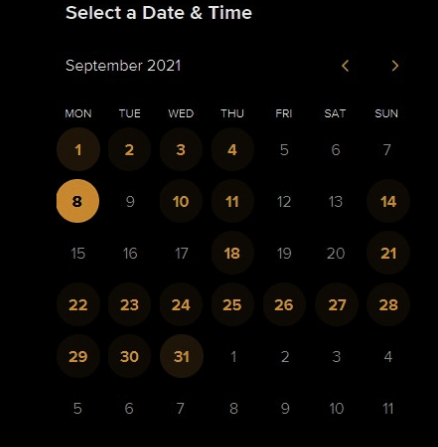 Select a Date & Time
September 2021
MON TUE WED THU FRI SAT SUN
1 2 3 4 5 6 7
8 9 10 11 12 13 14
15 16 17 18 19 20 21
22 23 24 25 26 27 28
29 30 31 1 2 3 4
5 6 7 8 9 10 11